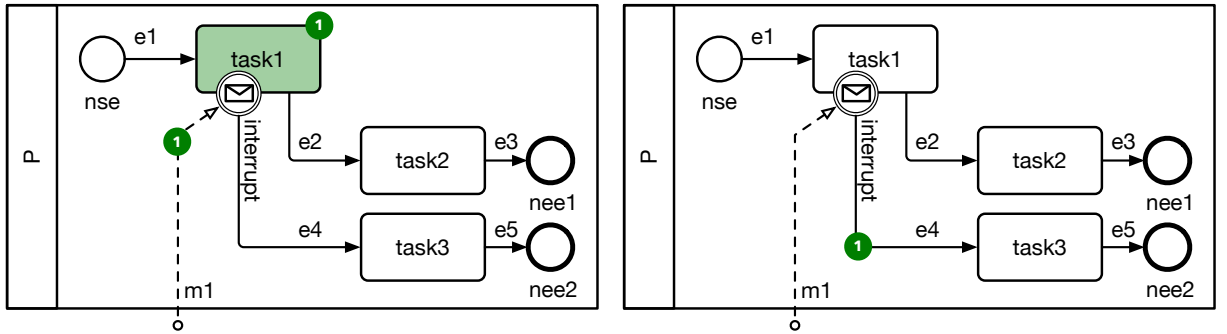 P
nse
e1
task1
1
1
interrupt
e2
task2
e3
nee1
e4
task3
e5
nee2
m1
P
nse
e1
task1
interrupt
e2
task2
e3
nee1
1
e4
task3
e5
nee2
m1